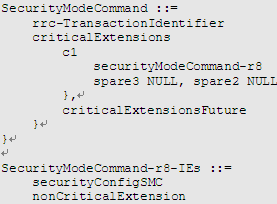 SecurityModeCommand ::=
rrc-TransactionIdentifier
criticalExtensions
c1
securityModeCommand-r8
spare3 NULL, spare2 NULL
},
criticalExtensionsFuture
}
}
SecurityModeCommand-r8-IEs ::=
securityConfigSMC
nonCriticalExtension